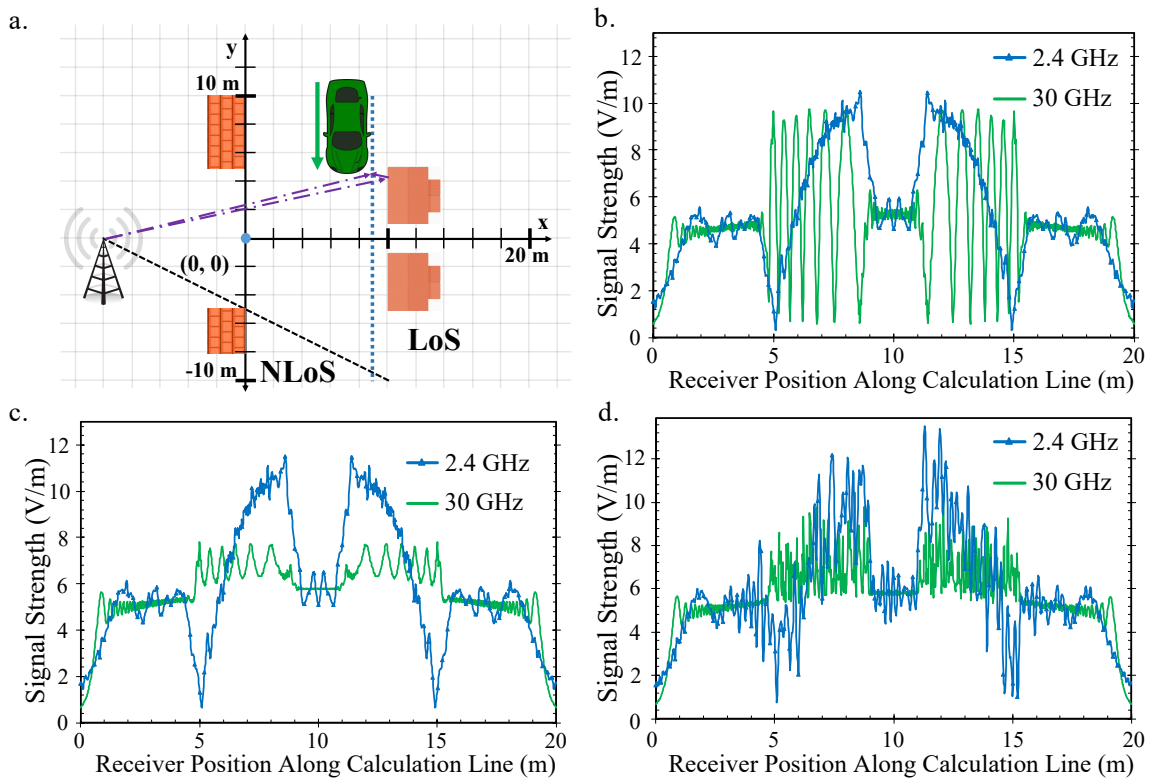 a.
y
10 m
x
20 m
(0, 0)
LoS
NLoS
-10 m
b.
Signal Strength (V/m)
12
10
8
6
4
2
0
2.4 GHz
30 GHz
0 5 10 15 20
Receiver Position Along Calculation Line (m)
c.
Signal Strength (V/m)
12
10
8
6
4
2
0
2.4 GHz
30 GHz
0 5 10 15 20
Receiver Position Along Calculation Line (m)
d.
Signal Strength (V/m)
12
10
8
6
4
2
0
2.4 GHz
30 GHz
0 5 10 15 20
Receiver Position Along Calculation Line (m)